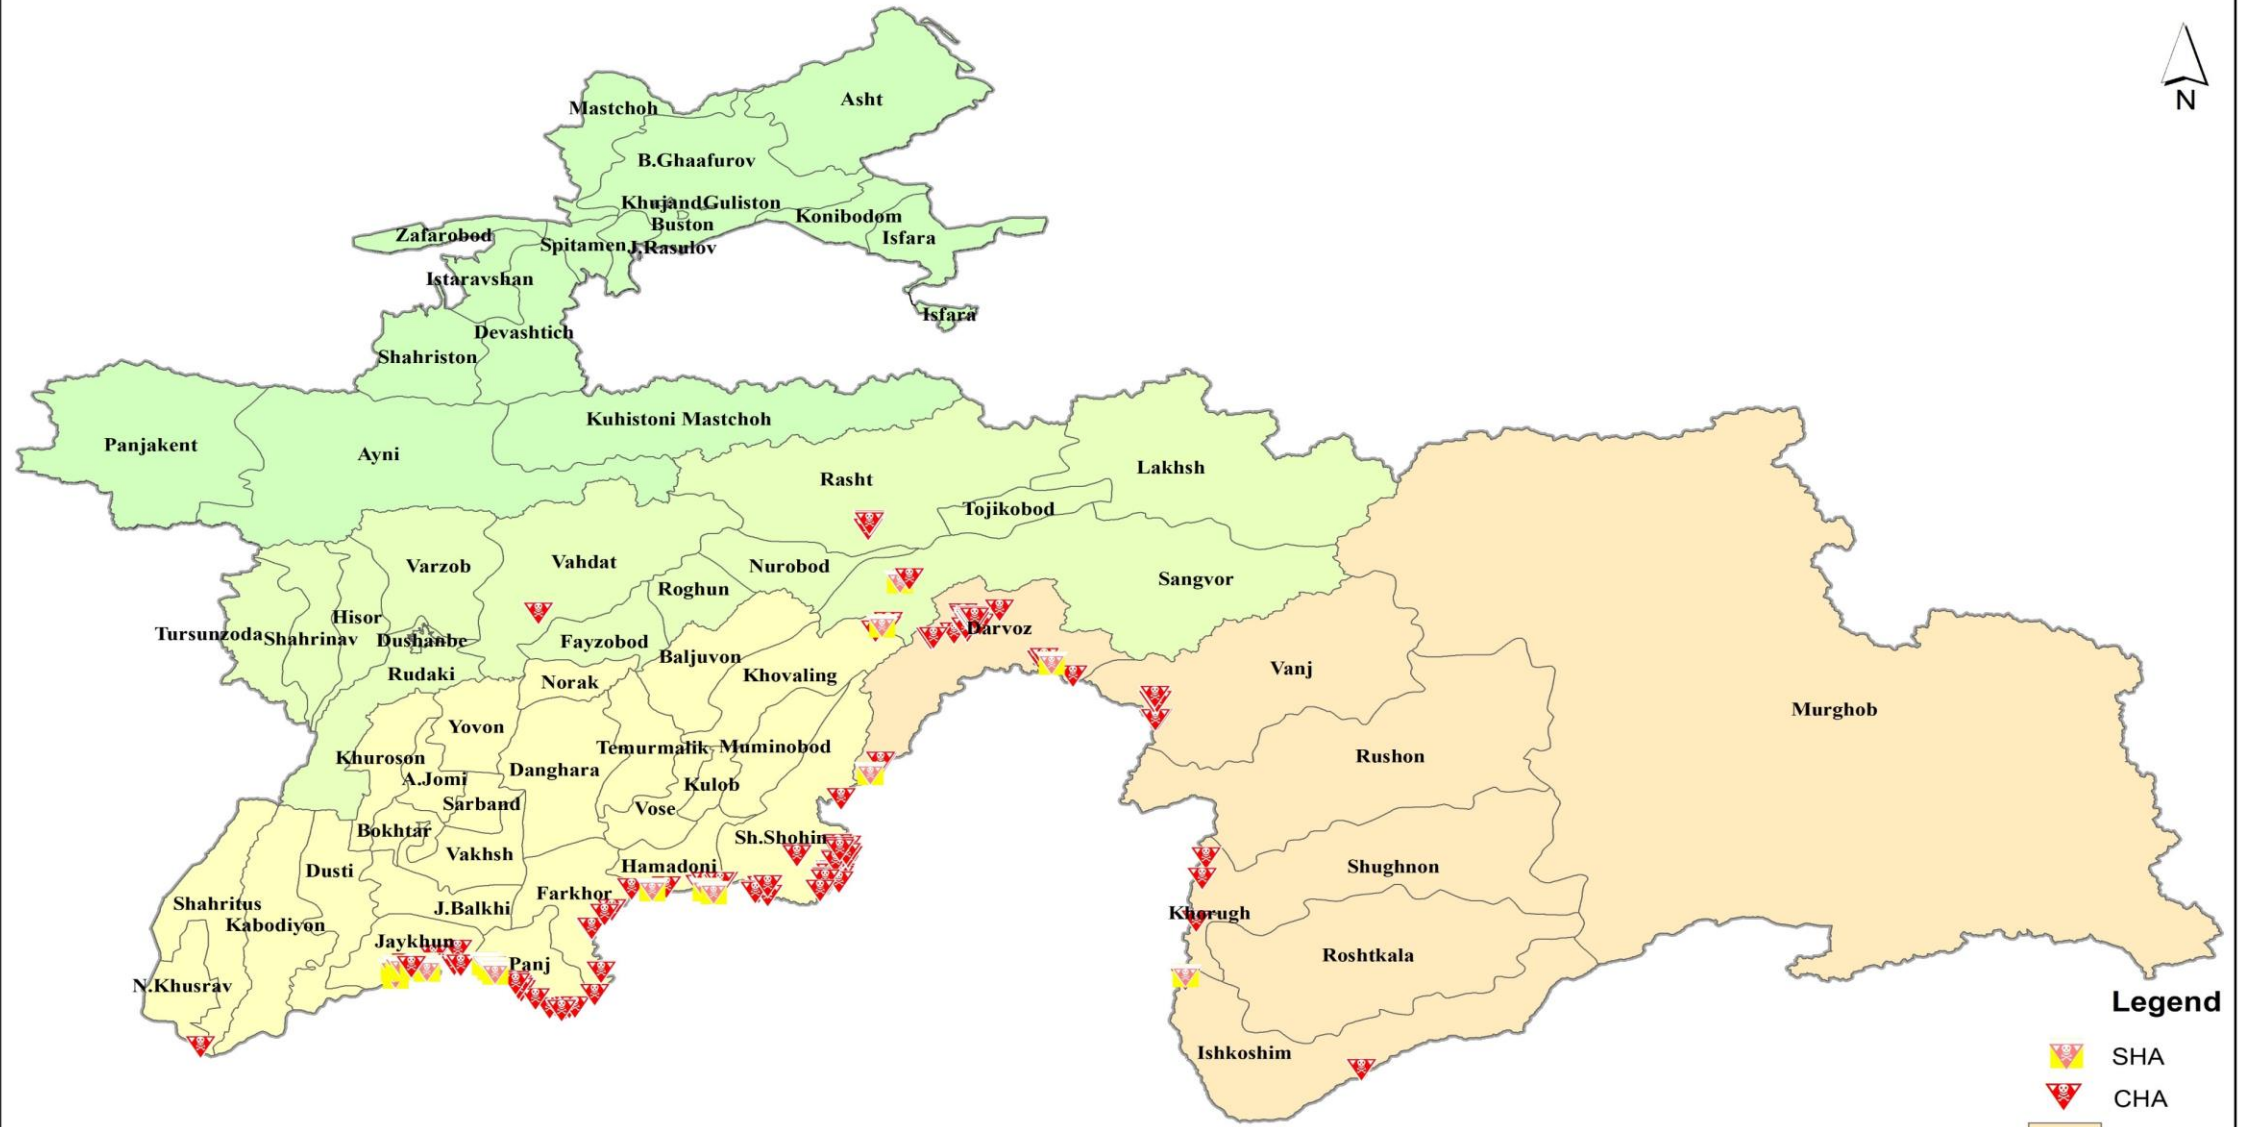 N
Asht
Mastchoh
B.Ghaafurov
KhujandGuliston
Konibodom
Buston
Zafarobod
Isfara
Spitamen
J.Rasulov
Istaravshan
Isfara
Devashtich
Shahriston
Kuhistoni Mastchoh
Panjakent
Ayni
Lakhsh
Rasht
Tojikobod
Vahdat
Varzob
Nurobod
Sangvor
Roghun
Hisor
Darvoz
Tursunzoda
Shahrinav
Dushanbe
Fayzobod
Baljuvon
Vanj
Rudaki
Khovaling
Norak
Murghob
Yovon
Temurmalik
Muminobod
Khuroson
Rushon
Danghara
A.Jomi
Kulob
Sarband
Vose
Bokhtar
Sh.Shohin
Vakhsh
Hamadoni
Shughnon
Dusti
Farkhor
Shahritus
J.Balkhi
Khorugh
Kabodiyon
Jaykhun
Roshtkala
Panj
N.Khusrav
Legend
Ishkoshim
SHA
CHA